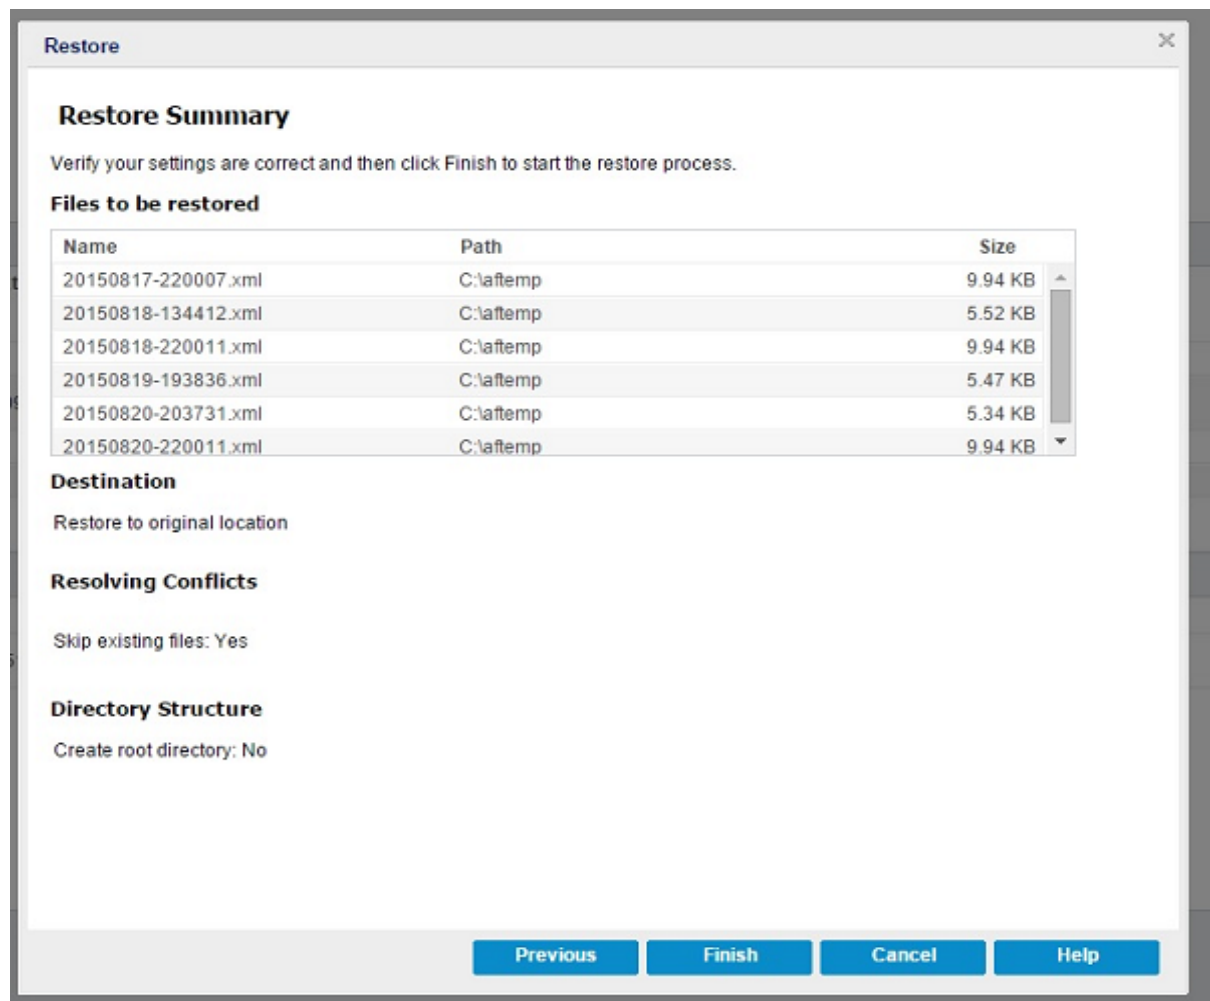 Restore
Restore Summary
Verify your settings are correct and then click Finish to start the restore process.
Files to be restored
Name Path Size
20150817-220007.xml C:\aftemp 9.94 KB
20150818-134412.xml C:\aftemp 5.52 KB
20150818-220011.xml C:\aftemp 9.94 KB
20150819-193836.xml C:\aftemp 5.47 KB
20150820-203731.xml C:\aftemp 5.34 KB
20150820-220011.xml C:\aftemp 9.94 KB
Destination
Restore to original location
Resolving Conflicts
Skip existing files: Yes
Directory Structure
Create root directory: No
Previous Finish Cancel Help